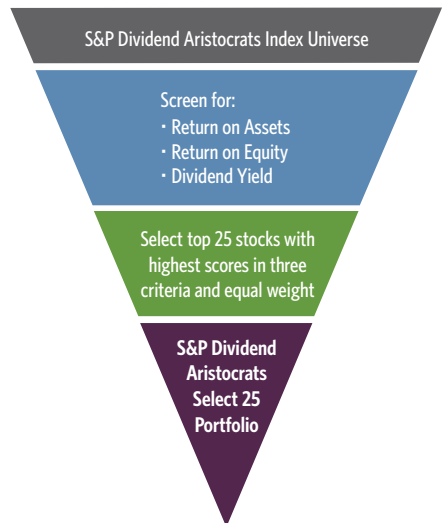 S&P Dividend Aristocrats Index Universe
Screen for:
· Return on Assets
· Return on Equity
· Dividend Yield
Select top 25 stocks with
highest scores in three
criteria and equal weight
S&P Dividend
Aristocrats
Select 25
Portfolio